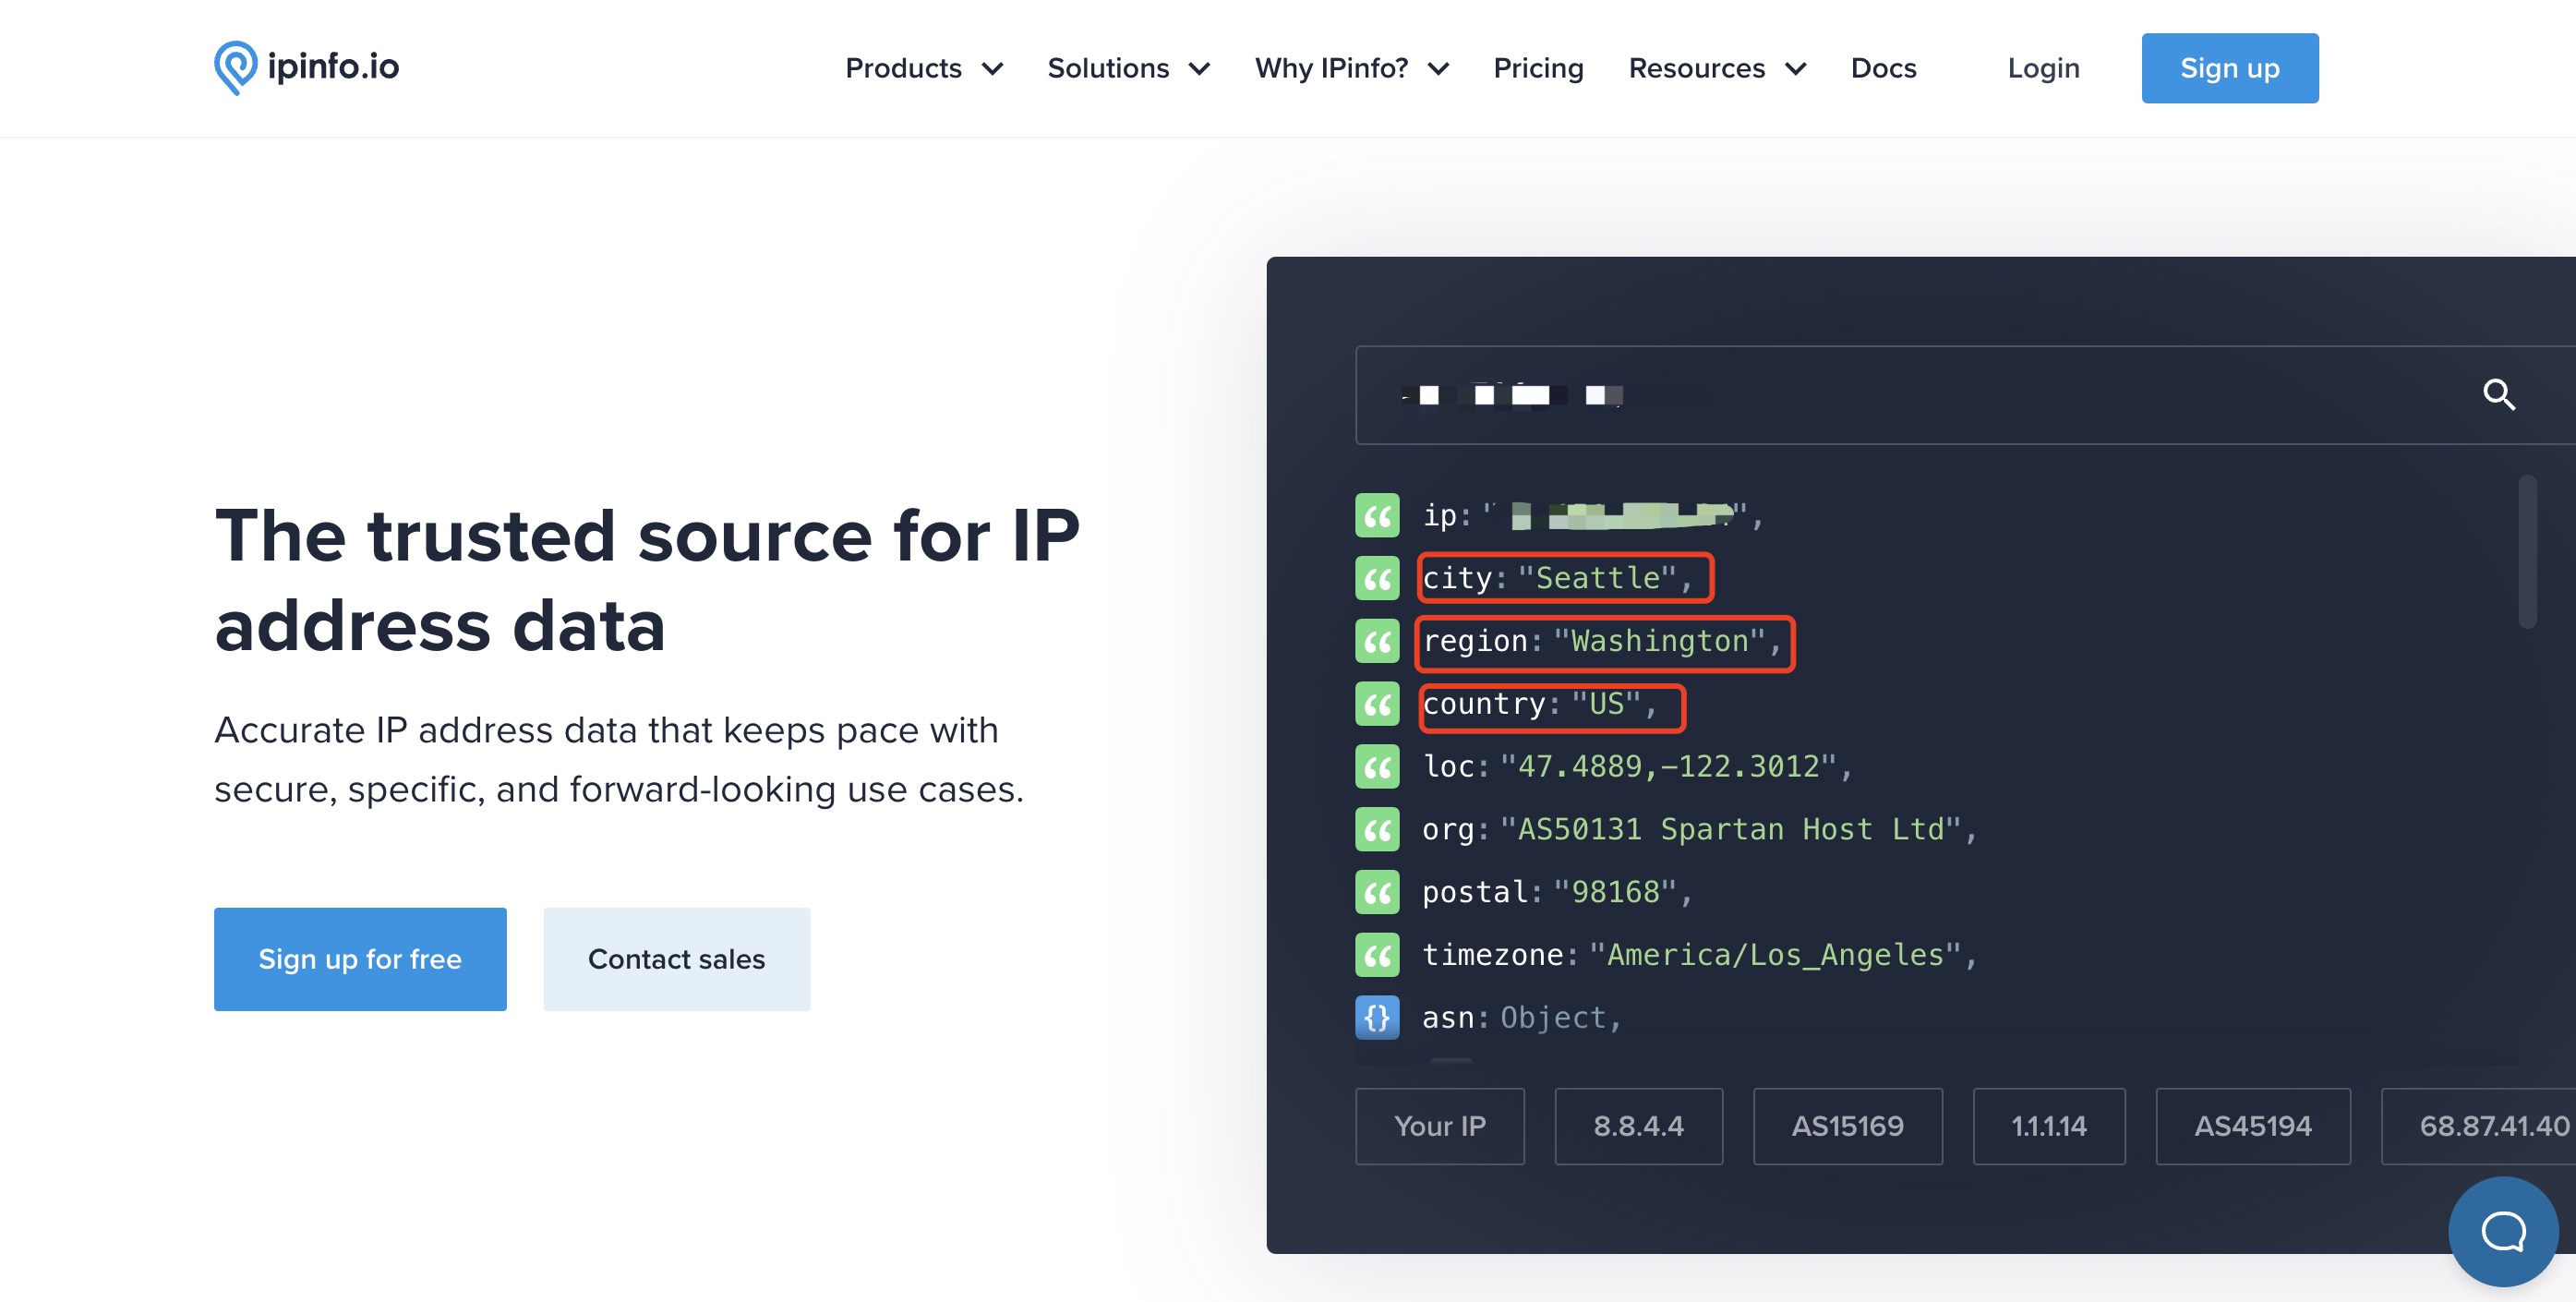 ipinfo.io
Products
Solutions
Why IPinfo?
Pricing
Resources
Docs
Login
Sign up
The trusted source for IP
address data
Accurate IP address data that keeps pace with
secure, specific, and forward-looking use cases.
Sign up for free
Contact sales
ip: "
",
city: "Seattle",
region: "Washington",
country: "US",
loc: "47.4889,-122.3012",
org: "AS50131 Spartan Host Ltd",
postal: "98168",
timezone: "America/Los_Angeles",
{} asn: Object,
Your IP
8.8.4.4
AS15169
1.1.1.14
AS45194
68.87.41.40